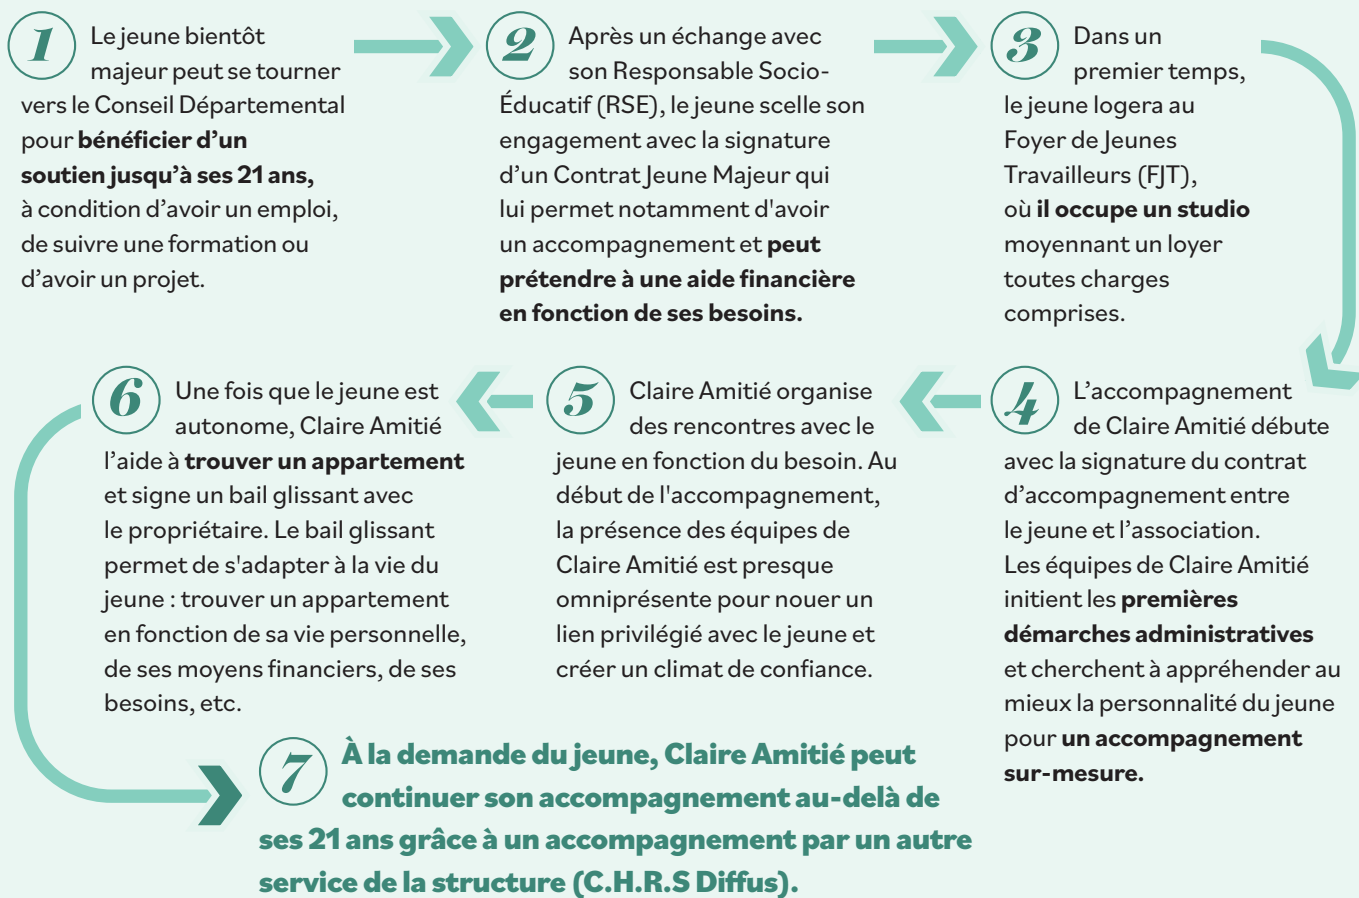 1 Le jeune bientôt
majeur peut se tourner
vers le Conseil Départemental
pour bénéficier d’un
soutien jusqu’à ses 21 ans,
à condition d’avoir un emploi,
de suivre une formation ou
d’avoir un projet.
2 Après un échange avec
son Responsable Socio-
Éducatif (RSE), le jeune scelle son
engagement avec la signature
d’un Contrat Jeune Majeur qui
lui permet notamment d'avoir
un accompagnement et peut
prétendre à une aide financière
en fonction de ses besoins.
3 Dans un
premier temps,
le jeune logera au
Foyer de Jeunes
Travailleurs (FJT),
où il occupe un studio
moyennant un loyer
toutes charges
comprises.
4 L’accompagnement
de Claire Amitié débute
avec la signature du contrat
d’accompagnement entre
le jeune et l’association.
Les équipes de Claire Amitié
initient les premières
démarches administratives
et cherchent à appréhender au
mieux la personnalité du jeune
pour un accompagnement
sur-mesure.
5 Claire Amitié organise
des rencontres avec le
jeune en fonction du besoin. Au
début de l'accompagnement,
la présence des équipes de
Claire Amitié est presque
omniprésente pour nouer un
lien privilégié avec le jeune et
créer un climat de confiance.
6 Une fois que le jeune est
autonome, Claire Amitié
l’aide à trouver un appartement
et signe un bail glissant avec
le propriétaire. Le bail glissant
permet de s'adapter à la vie du
jeune : trouver un appartement
en fonction de sa vie personnelle,
de ses moyens financiers, de ses
besoins, etc.
7 À la demande du jeune, Claire Amitié peut
continuer son accompagnement au-delà de
ses 21 ans grâce à un accompagnement par un autre
service de la structure (C.H.R.S Diffus).